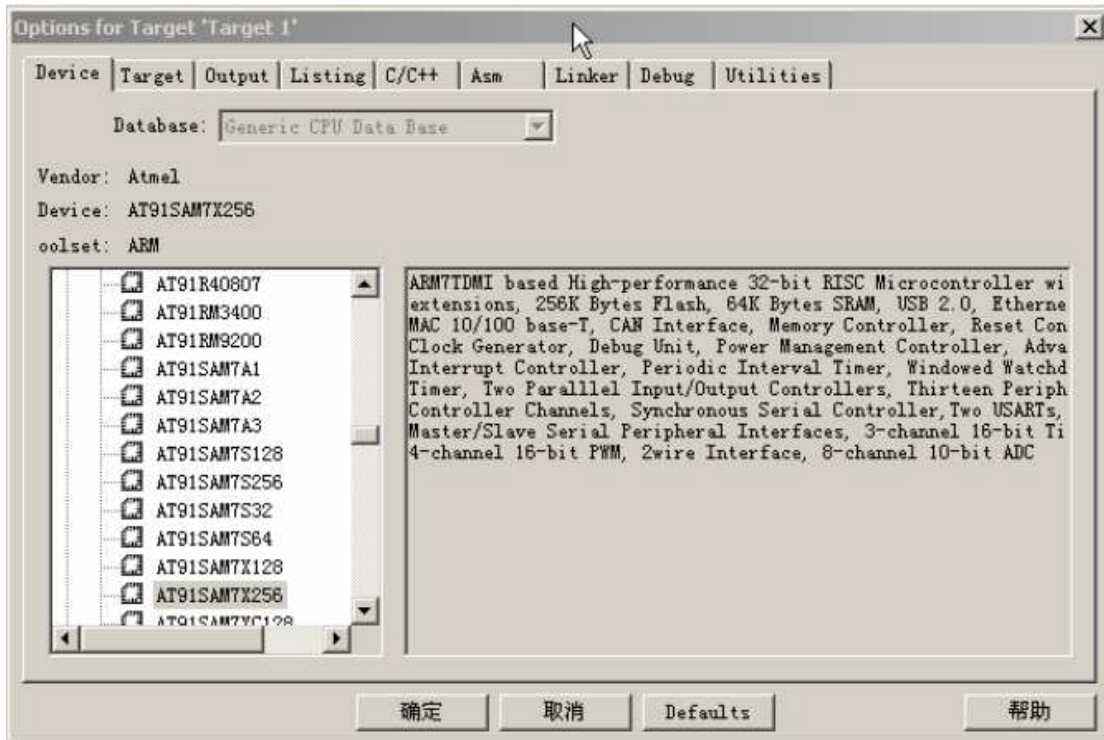 Options for Target 'Target 1'
Device Target Output Listing C/C++ Asm Linker Debug Utilities
Database: Generic CPU Data Base
Vendor: Atmel
Device: AT91SAM7X256
oolset: ARM
AT91R40807
AT91RM3400
AT91RM9200
AT91SAM7A1
AT91SAM7A2
AT91SAM7A3
AT91SAM7S128
AT91SAM7S256
AT91SAM7S32
AT91SAM7S64
AT91SAM7X128
AT91SAM7X256
AT91SAM7XC128
ARM7TDMI based High-performance 32-bit RISC Microcontroller wi
extensions, 256K Bytes Flash, 64K Bytes SRAM, USB 2.0, Etherne
MAC 10/100 base-T, CAN Interface, Memory Controller, Reset Con
Clock Generator, Debug Unit, Power Management Controller, Adva
Interrupt Controller, Periodic Interval Timer, Windowed Watchd
Timer, Two Paralllel Input/Output Controllers, Thirteen Periph
Controller Channels, Synchronous Serial Controller,Two USARTs,
Master/Slave Serial Peripheral Interfaces, 3-channel 16-bit Ti
4-channel 16-bit PWM, 2wire Interface, 8-channel 10-bit ADC
确定 取消 Defaults 帮助